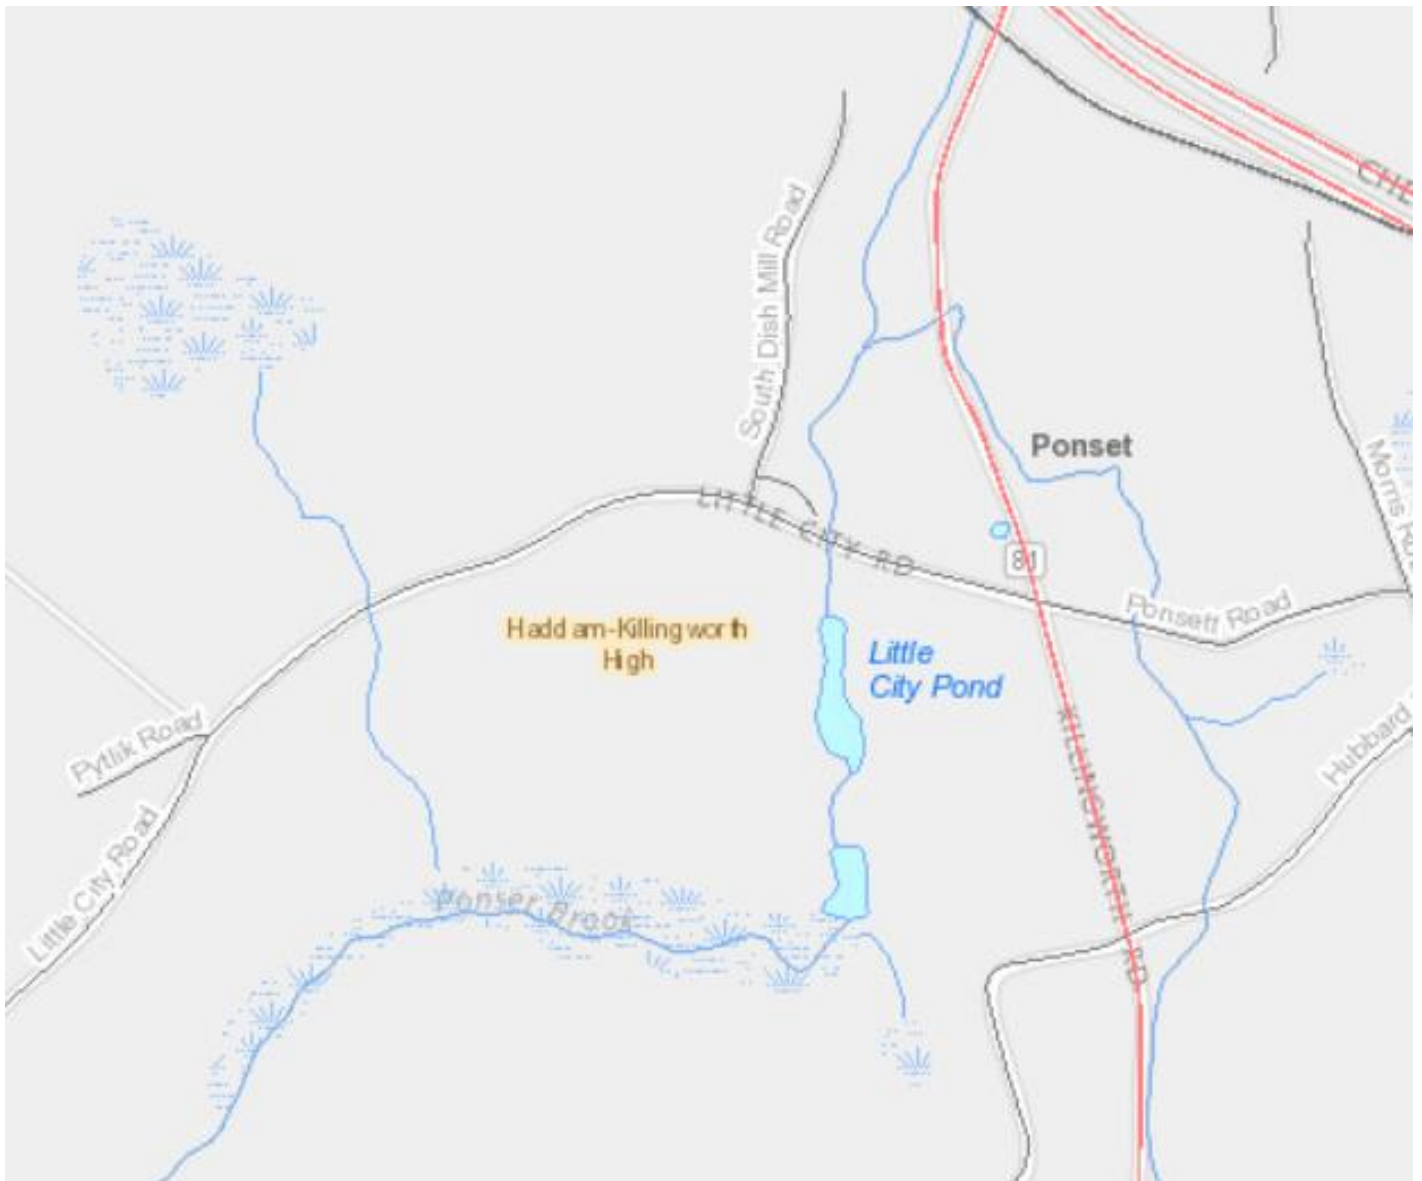 CHE
South Dish Mill Road
Ponset
Morris Ro
LITTLE CITY RD
81
Ponsett Road
Haddam-Killingworth
High
Little
City Pond
Pytlik Road
KILLINGWORTH RD
Hubbard
Little City Road
Ponset Brook